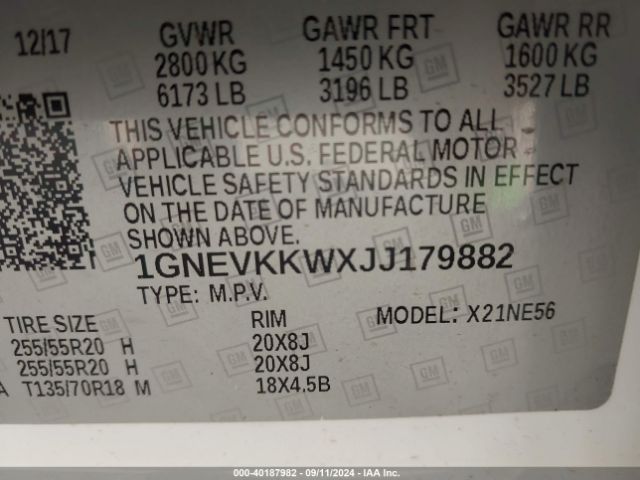 12/17 GVWR GAWR FRT GAWR RR
2800 KG 1450 KG 1600 KG
6173 LB 3196 LB 3527 LB
THIS VEHICLE CONFORMS TO ALL
APPLICABLE U.S. FEDERAL MOTOR
VEHICLE SAFETY STANDARDS IN EFFECT
ON THE DATE OF MANUFACTURE
SHOWN ABOVE.
1GNEVKKWXJJ179882
TYPE: M.P.V.
TIRE SIZE RIM MODEL: X21NE56
255/55R20 H 20X8J
255/55R20 H 20X8J
A T135/70R18 M 18X4.5B
000-40187982 - 09/11/2024 - IAAI.COM